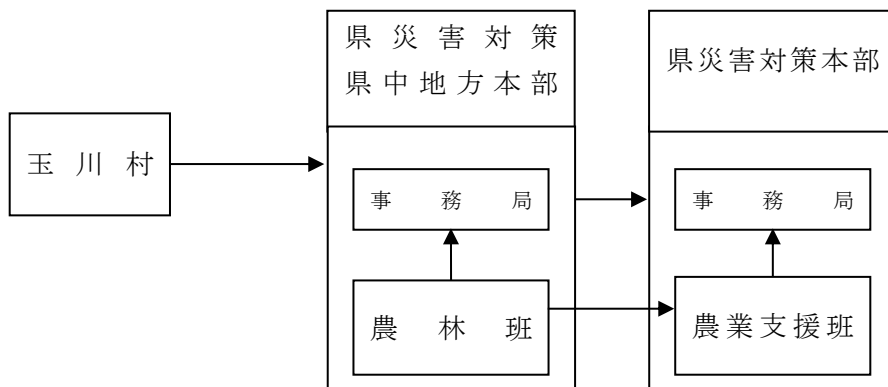 玉川村
県災害対策
県中地方本部
事務局
農林班
県災害対策本部
事務局
農業支援班